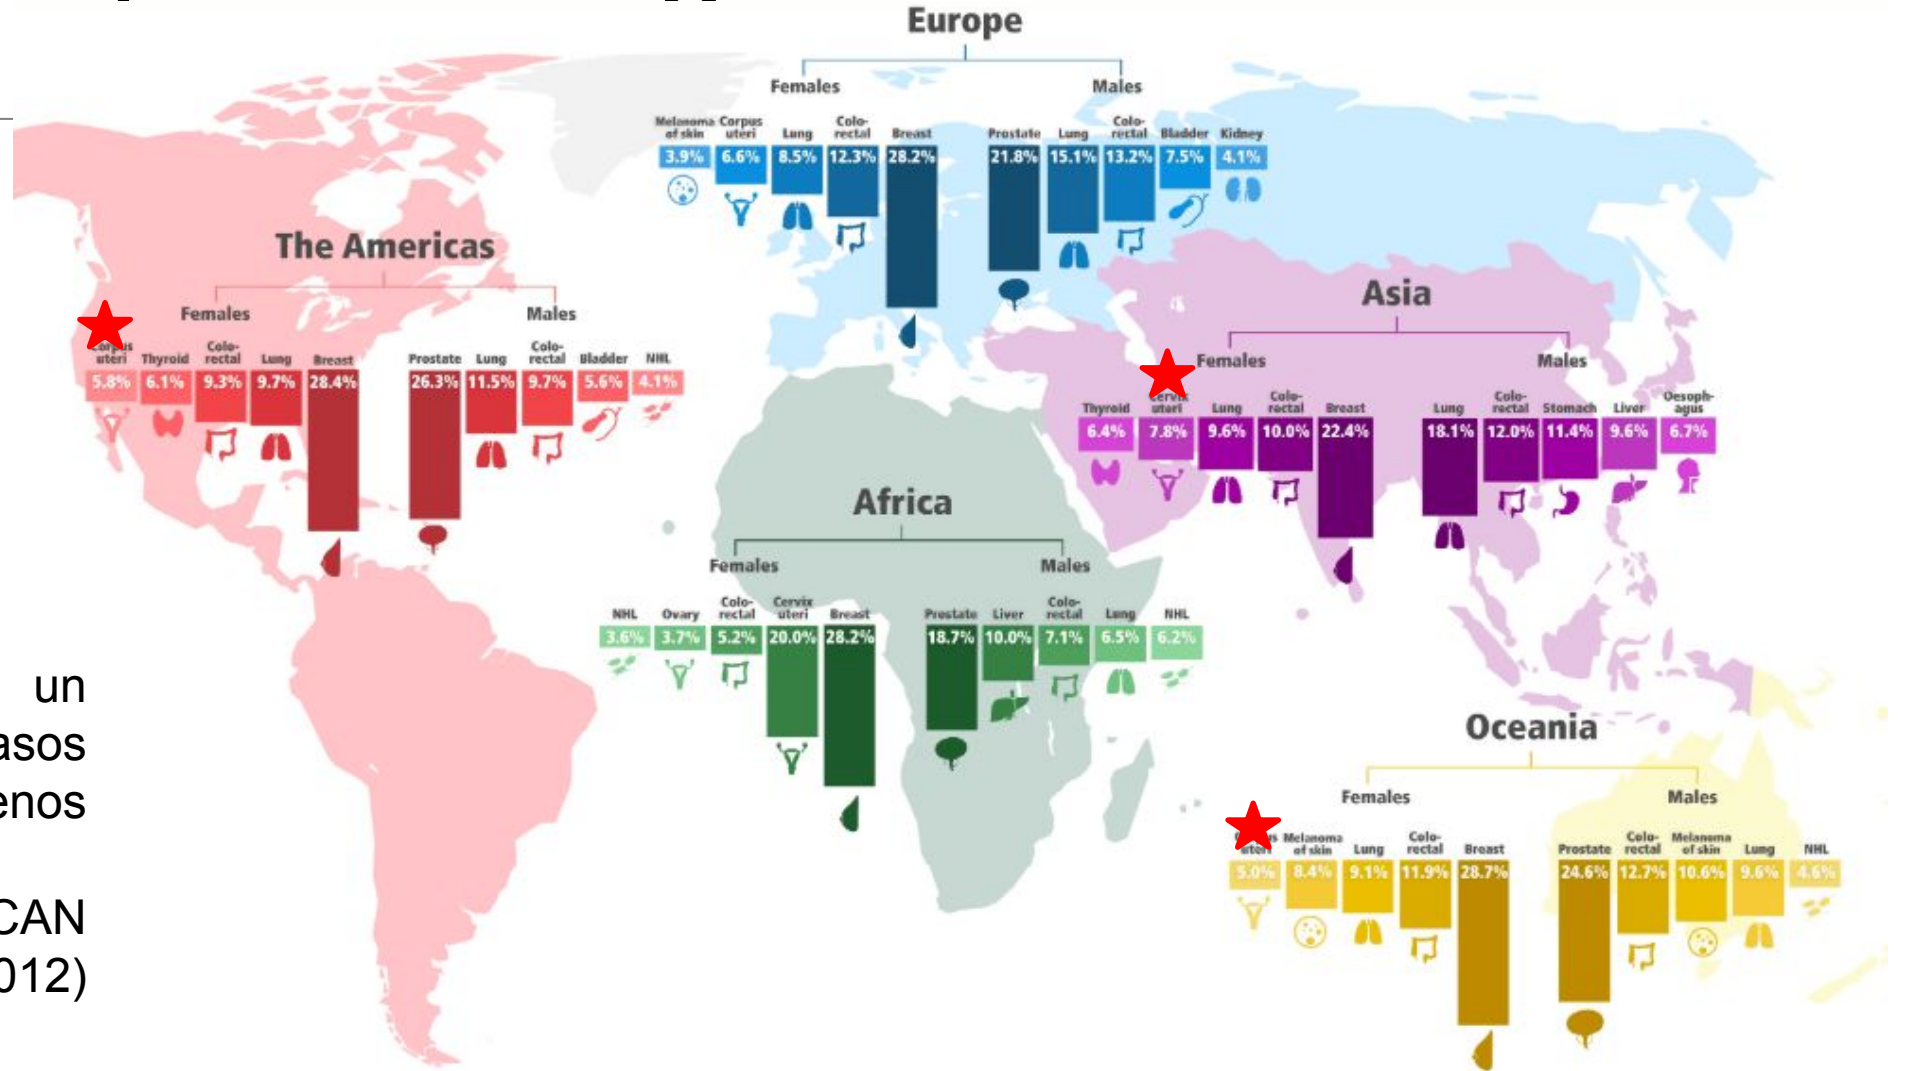 Europe
Females
Males
Melanoma of skin
Corpus uteri
Lung
Colo-rectal
Breast
Prostate
Lung
Colo-rectal
Bladder
Kidney
3.9% 6.6% 8.5% 12.3% 28.2%
21.8% 15.1% 13.2% 7.5% 4.1%
The Americas
Females
Males
Corpus uteri
Thyroid
Colo-rectal
Lung
Breast
Prostate
Lung
Colo-rectal
Bladder
NHL
5.8% 6.1% 9.3% 9.7% 28.4%
26.3% 11.5% 9.7% 5.6% 4.1%
Asia
Females
Males
Thyroid
Cervix uteri
Lung
Colo-rectal
Breast
Lung
Colo-rectal
Stomach
Liver
Oesoph-agus
6.4% 7.8% 9.6% 10.0% 22.4%
18.1% 12.0% 11.4% 9.6% 6.7%
Africa
Females
Males
NHL
Ovary
Colo-rectal
Cervix uteri
Breast
Prostate
Liver
Colo-rectal
Lung
NHL
3.6% 3.7% 5.2% 20.0% 28.2%
18.7% 10.0% 7.1% 6.5% 6.2%
un
asos
enos
CAN
012)
Oceania
Females
Males
uteri
Melanoma of skin
Lung
Colo-rectal
Breast
Prostate
Colo-rectal
Melanoma of skin
Lung
NHL
5.0% 8.4% 9.1% 11.9% 28.7%
24.6% 12.7% 10.6% 9.6% 4.6%